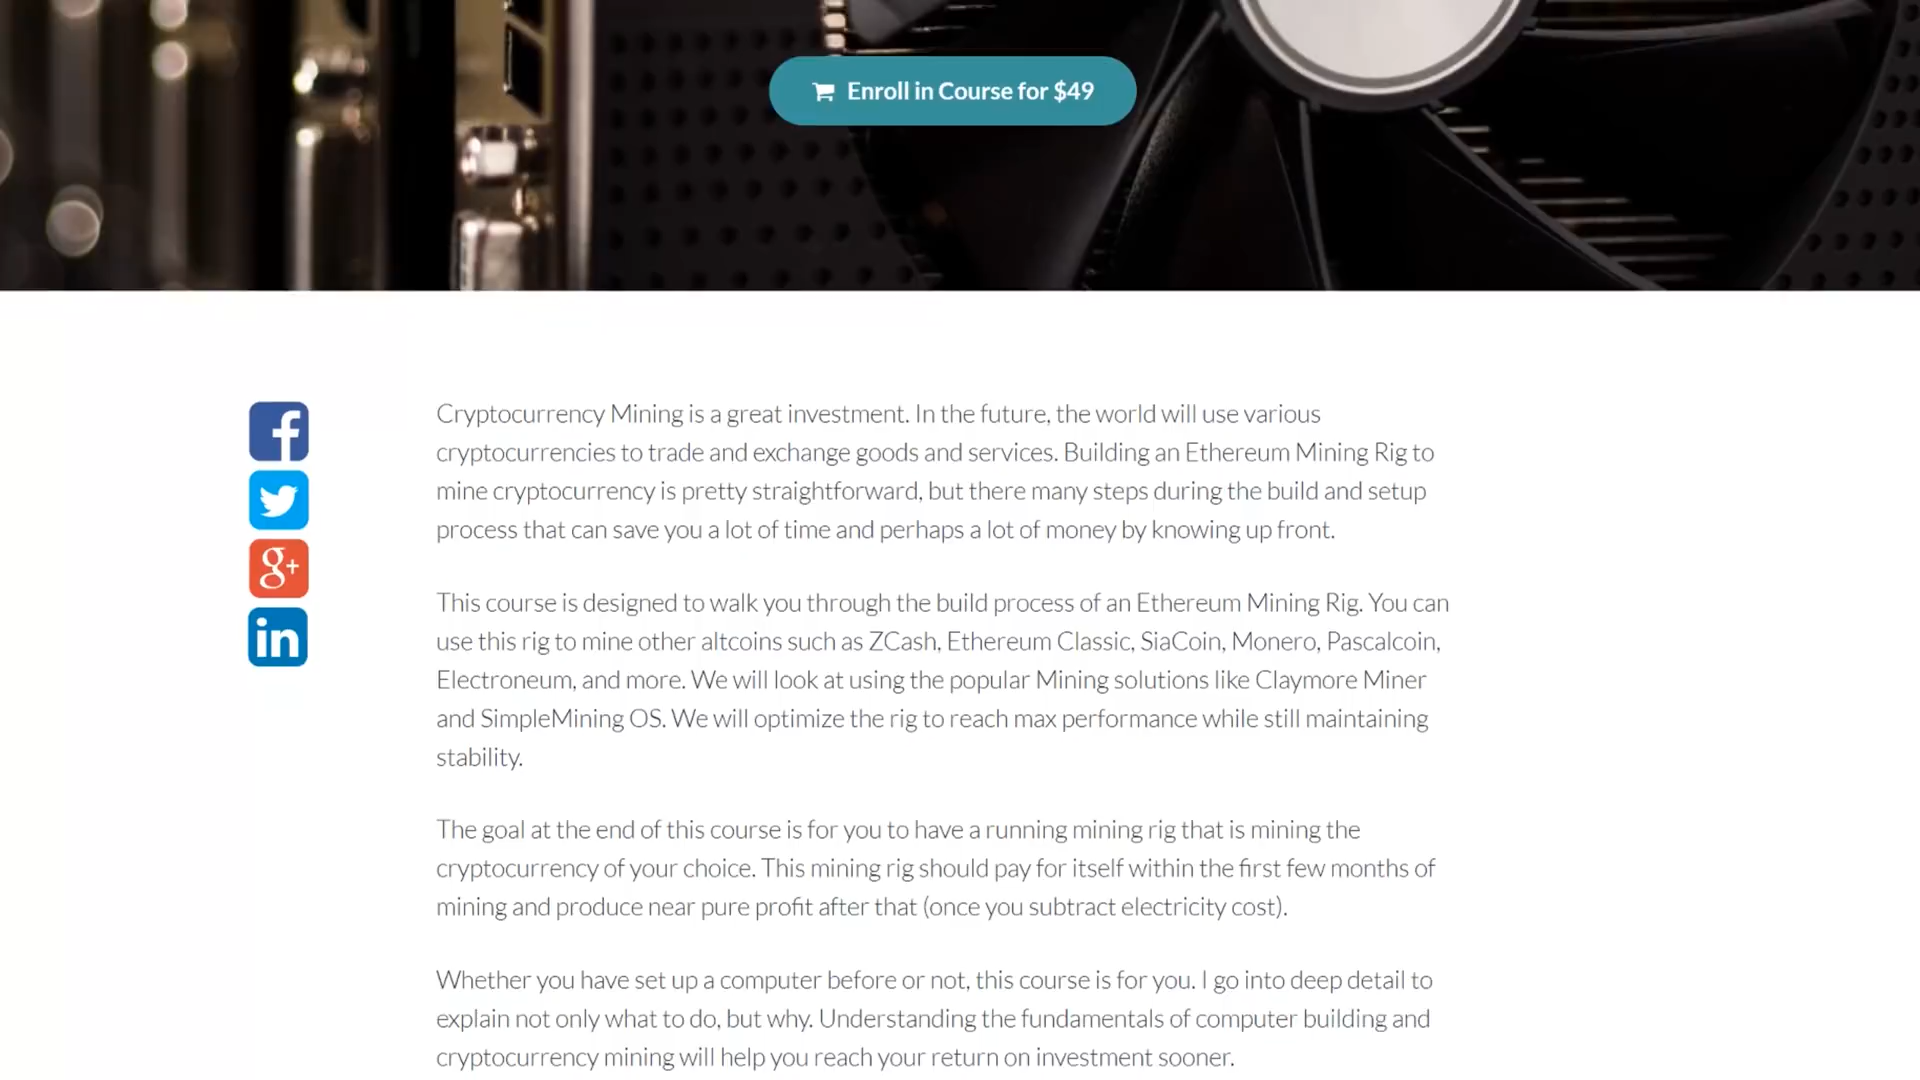 Enroll in Course for $49
Cryptocurrency Mining is a great investment. In the future, the world will use various
cryptocurrencies to trade and exchange goods and services. Building an Ethereum Mining Rig to
mine cryptocurrency is pretty straightforward, but there many steps during the build and setup
process that can save you a lot of time and perhaps a lot of money by knowing up front.
This course is designed to walk you through the build process of an Ethereum Mining Rig. You can
use this rig to mine other altcoins such as ZCash, Ethereum Classic, SiaCoin, Monero, Pascalcoin,
Electroneum, and more. We will look at using the popular Mining solutions like Claymore Miner
and SimpleMining OS. We will optimize the rig to reach max performance while still maintaining
stability.
The goal at the end of this course is for you to have a running mining rig that is mining the
cryptocurrency of your choice. This mining rig should pay for itself within the first few months of
mining and produce near pure profit after that (once you subtract electricity cost).
Whether you have set up a computer before or not, this course is for you. I go into deep detail to
explain not only what to do, but why. Understanding the fundamentals of computer building and
cryptocurrency mining will help you reach your return on investment sooner.
f
g+
in